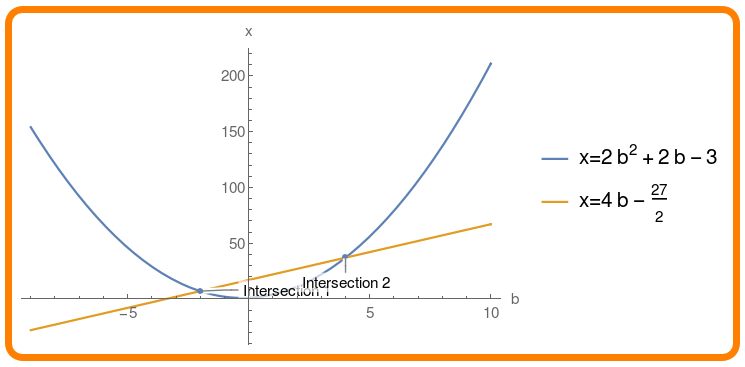 x
200
150
100
50
Intersection 1
Intersection 2
−5
5
10
b
x=2 b² + 2 b − 3
x=4 b − 27/2